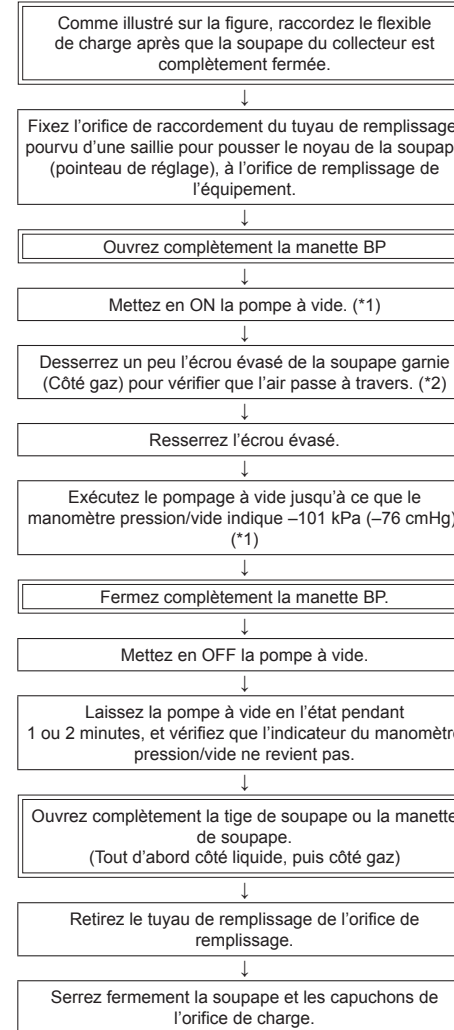 Comme illustré sur la figure, raccordez le flexible
de charge après que la soupape du collecteur est
complètement fermée.
↓
Fixez l'orifice de raccordement du tuyau de remplissage
pourvu d'une saillie pour pousser le noyau de la soupap
(pointeau de réglage), à l'orifice de remplissage de
l'équipement.
↓
Ouvrez complètement la manette BP
↓
Mettez en ON la pompe à vide. (*1)
↓
Desserrez un peu l'écrou évasé de la soupape garnie
(Côté gaz) pour vérifier que l'air passe à travers. (*2)
↓
Resserrez l'écrou évasé.
↓
Exécutez le pompage à vide jusqu'à ce que le
manomètre pression/vide indique –101 kPa (–76 cmHg)
(*1)
↓
Fermez complètement la manette BP.
↓
Mettez en OFF la pompe à vide.
↓
Laissez la pompe à vide en l'état pendant
1 ou 2 minutes, et vérifiez que l'indicateur du manomètre
pression/vide ne revient pas.
↓
Ouvrez complètement la tige de soupape ou la manette
de soupape.
(Tout d'abord côté liquide, puis côté gaz)
↓
Retirez le tuyau de remplissage de l'orifice de
remplissage.
↓
Serrez fermement la soupape et les capuchons de
l'orifice de charge.